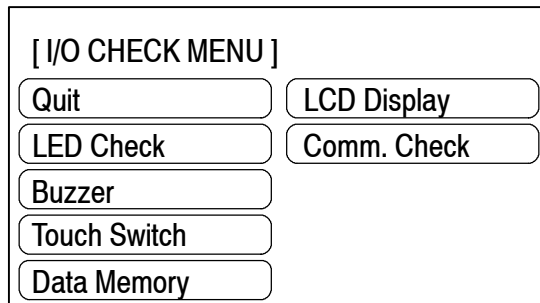 [ I/O CHECK MENU ]
Quit
LCD Display
LED Check
Comm. Check
Buzzer
Touch Switch
Data Memory